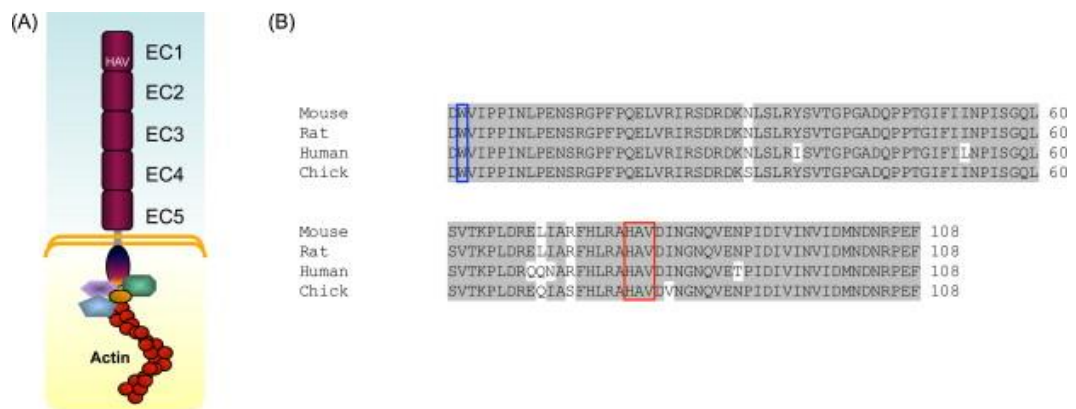 (A)
HAV
EC1
EC2
EC3
EC4
EC5
Actin
(B)
Mouse DWVIPPINLPENSRGPFPQELVRIRSDRDKNLSLRYSVTGPGADQPPTGIFIINPISGQL 60
Rat DWVIPPINLPENSRGPFPQELVRIRSDRDKNLSLRYSVTGPGADQPPTGIFIINPISGQL 60
Human DWVIPPINLPENSRGPFPQELVRIRSDRDKNLSLRISVTGPGADQPPTGIFILNPISGQL 60
Chick DWVIPPINLPENSRGPFPQELVRIRSDRDKSLSLRYSVTGPGADQPPTGIFIINPISGQL 60
Mouse SVTKPLDRELIARFHLRAHAVDINGNQVENPIDIVINVIDMNDNRPEF 108
Rat SVTKPLDRELIARFHLRAHAVDINGNQVENPIDIVINVIDMNDNRPEF 108
Human SVTKPLDRQQNARFHLRAHAVDINGNQVETPIDIVINVIDMNDNRPEF 108
Chick SVTKPLDREQIASFHLRAHAVDVNGNQVENPIDIVINVIDMNDNRPEF 108